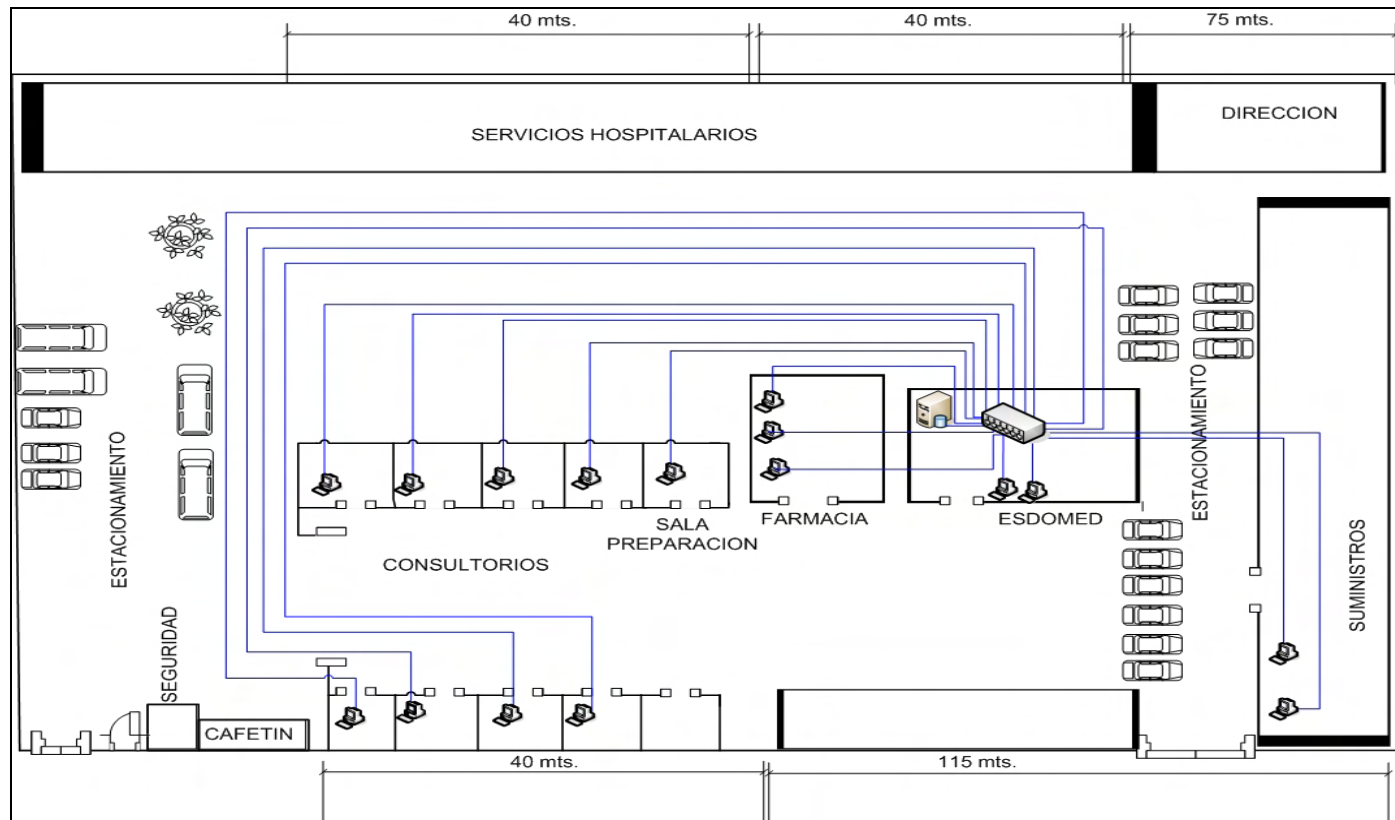 40 mts.
40 mts.
75 mts.
SERVICIOS HOSPITALARIOS
DIRECCION
ESTACIONAMIENTO
ESTACIONAMIENTO
SALA
PREPARACION
FARMACIA
ESDOMED
CONSULTORIOS
SUMINISTROS
SEGURIDAD
CAFETIN
40 mts.
115 mts.